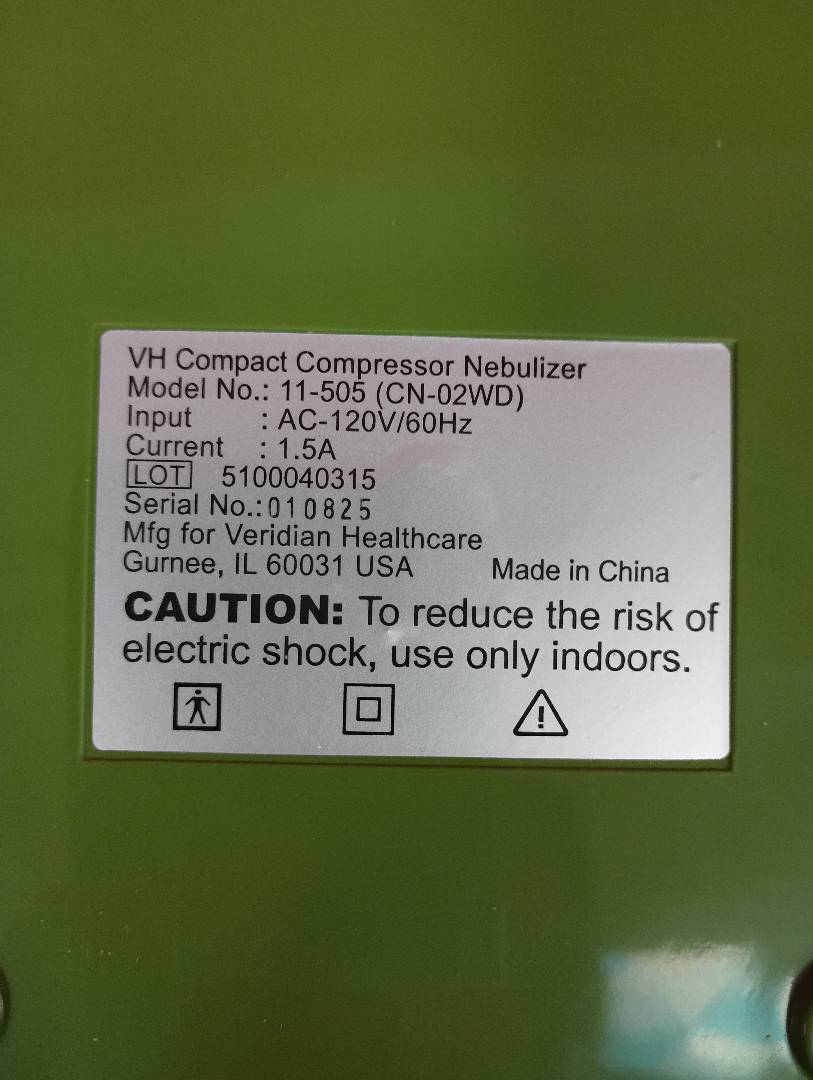 VH Compact Compressor Nebulizer
Model No.: 11-505 (CN-02WD)
Input : AC-120V/60Hz
Current : 1.5A
LOT 5100040315
Serial No.:010825
Mfg for Veridian Healthcare
Gurnee, IL 60031 USA Made in China
CAUTION: To reduce the risk of
electric shock, use only indoors.